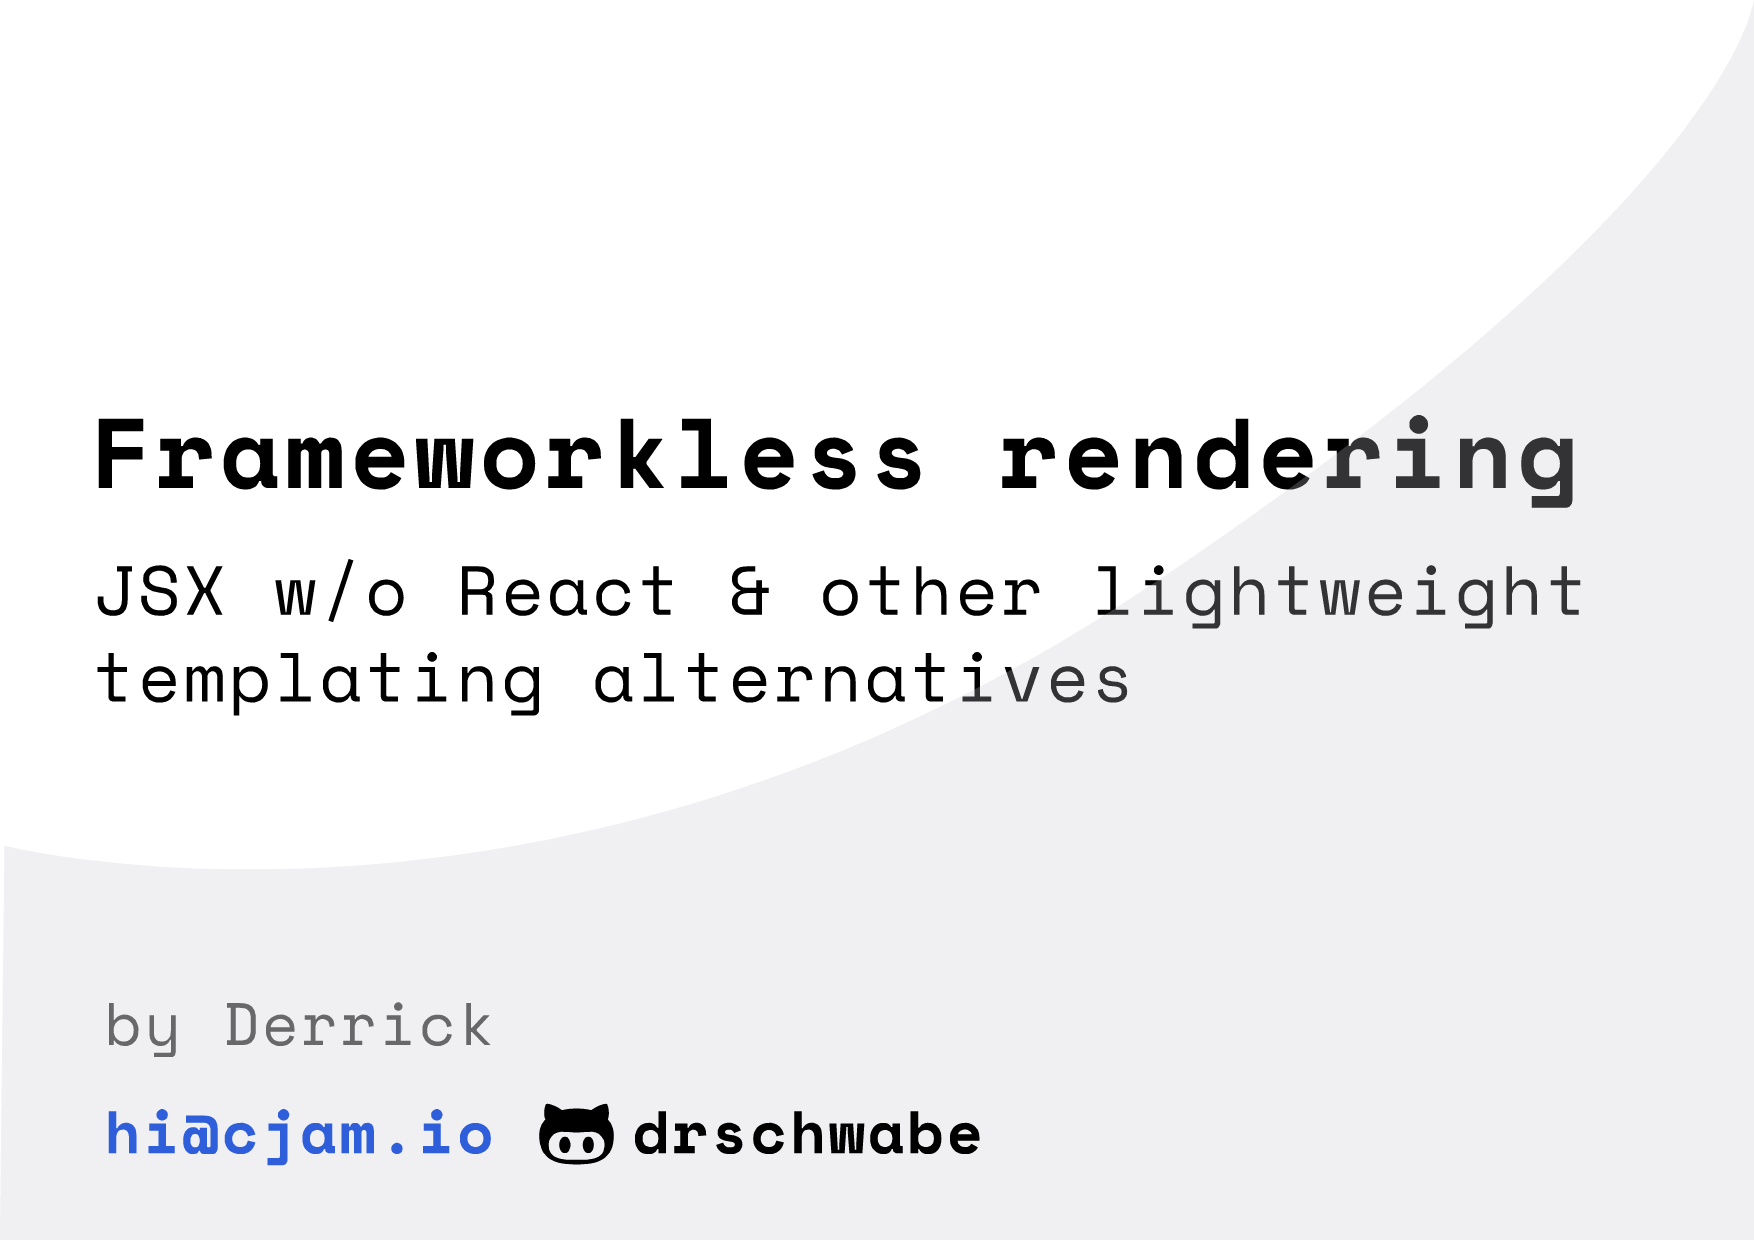 Frameworkless rendering
JSX w/o React & other lightweight
templating alternatives
by Derrick
hi@cjam.io drschwabe